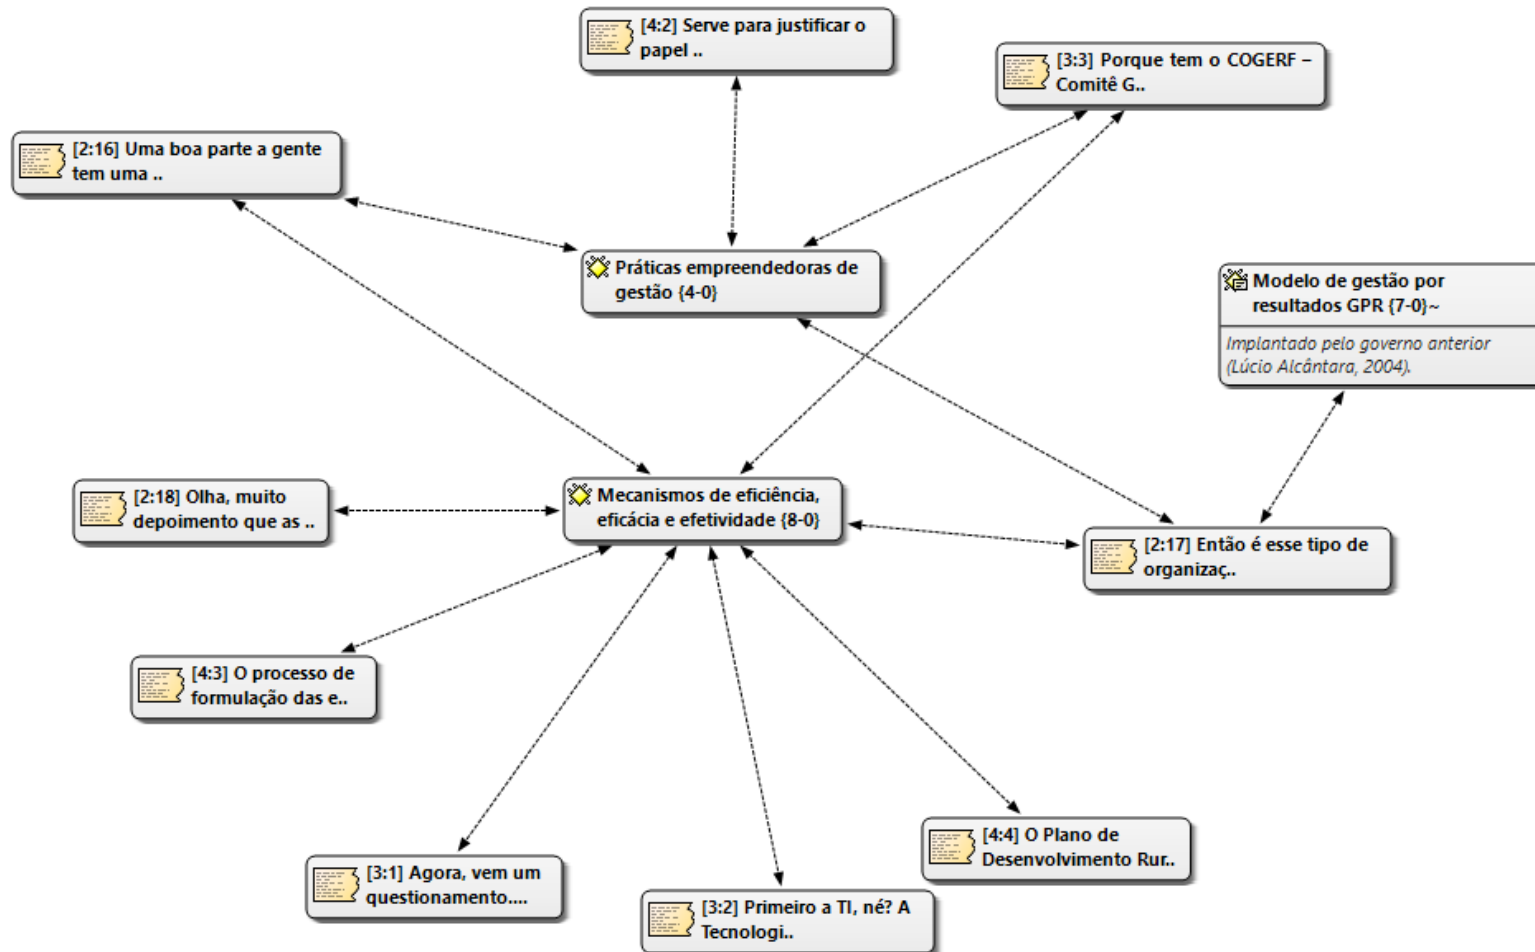 [4:2] Serve para justificar o
papel ..
[3:3] Porque tem o COGERF –
Comitê G..
[2:16] Uma boa parte a gente
tem uma ..
Práticas empreendedoras de
gestão {4-0}
Modelo de gestão por
resultados GPR {7-0}~
Implantado pelo governo anterior
(Lúcio Alcântara, 2004).
[2:18] Olha, muito
depoimento que as ..
Mecanismos de eficiência,
eficácia e efetividade {8-0}
[2:17] Então é esse tipo de
organizaç..
[4:3] O processo de
formulação das e..
[4:4] O Plano de
Desenvolvimento Rur..
[3:1] Agora, vem um
questionamento....
[3:2] Primeiro a TI, né? A
Tecnologi..